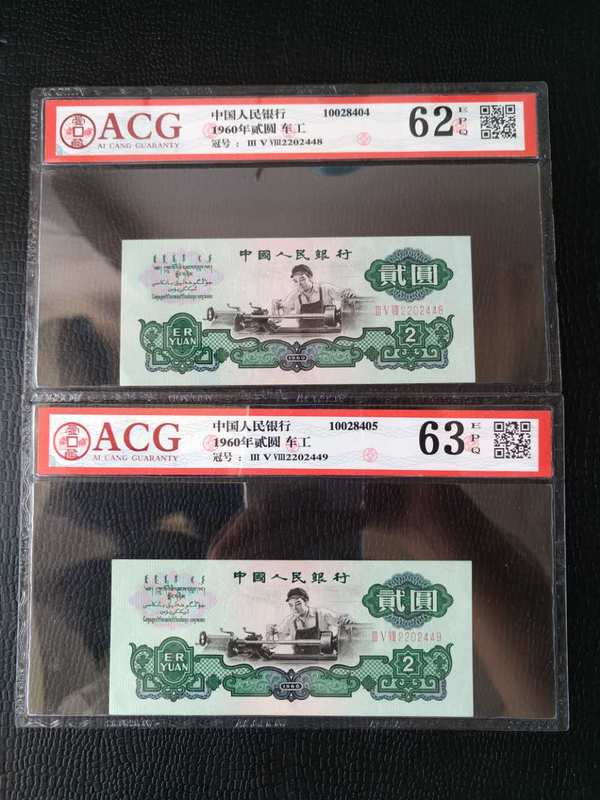 ACG
AI CANG GUARANTY
中国人民银行 10028404
1960年贰圆 车工
冠号 : Ⅲ Ⅴ Ⅷ2202448
62 EPQ
中國人民銀行
貳圓
Ⅲ Ⅴ Ⅷ 2202448
ER
YUAN
1960
2
ACG
AI CANG GUARANTY
中国人民银行 10028405
1960年贰圆 车工
冠号 : Ⅲ Ⅴ Ⅷ2202449
63 EPQ
中國人民銀行
貳圓
Ⅲ Ⅴ Ⅷ 2202449
ER
YUAN
1960
2